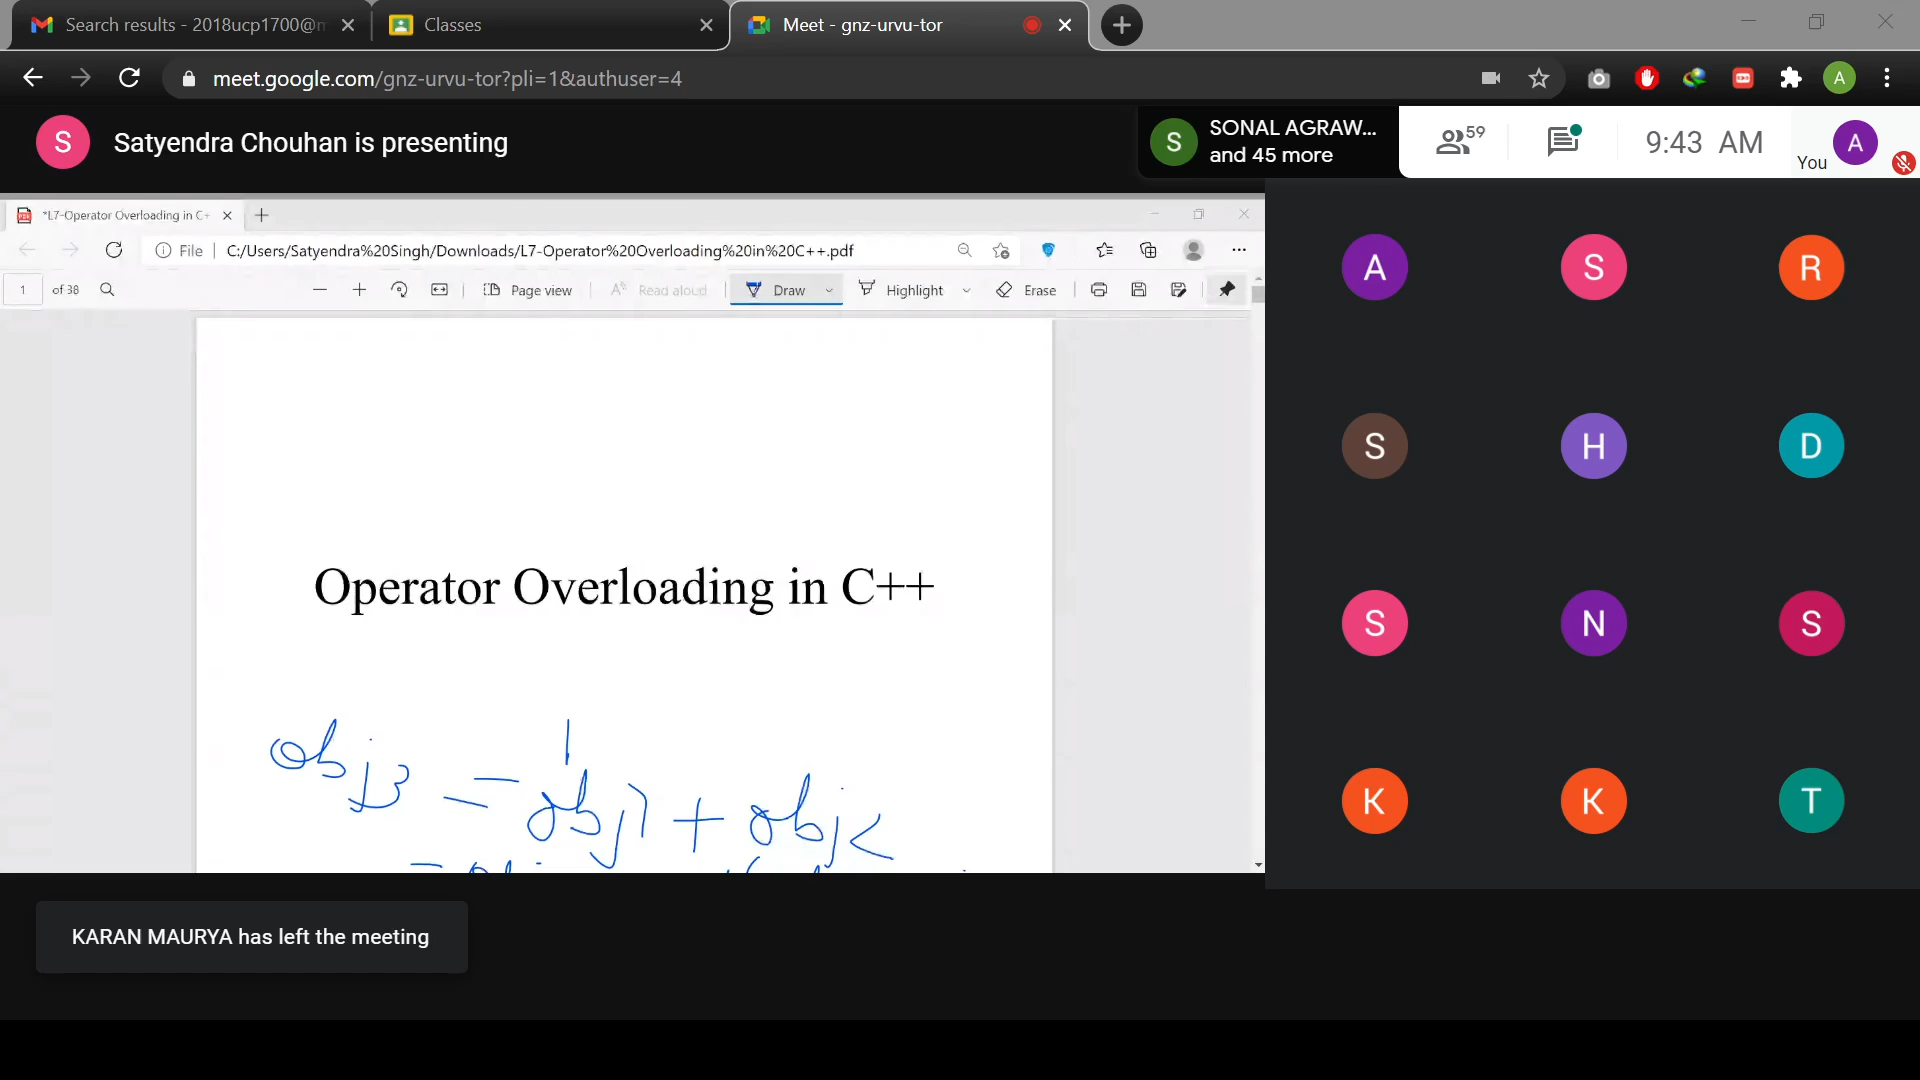 Search results - 2018ucp1700@m
Classes
Meet - gnz-urvu-tor
meet.google.com/gnz-urvu-tor?pli=1&authuser=4
A
S
Satyendra Chouhan is presenting
S
SONAL AGRAW...
and 45 more
59
9:43 AM
You
A
*L7-Operator Overloading in C+
File
C:/Users/Satyendra%20Singh/Downloads/L7-Operator%20Overloading%20in%20C++.pdf
1
of 38
Page view
Read aloud
Draw
Highlight
Erase
Operator Overloading in C++
obj3 = obj1 + obj2
A
S
R
S
H
D
S
N
S
K
K
T
KARAN MAURYA has left the meeting